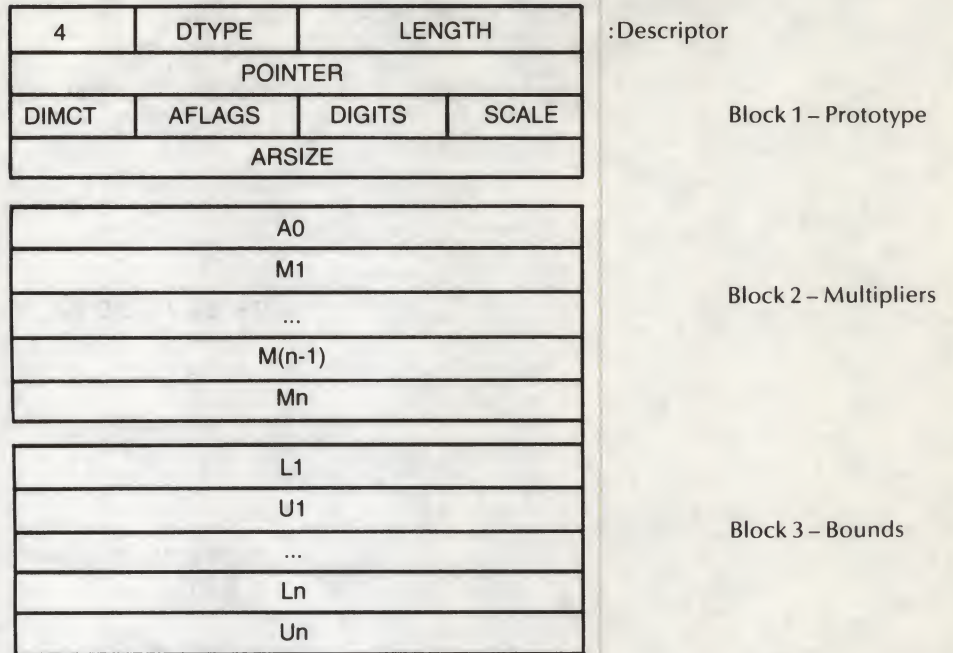 4 DTYPE LENGTH :Descriptor
POINTER
DIMCT AFLAGS DIGITS SCALE Block 1 – Prototype
ARSIZE
A0
M1
... Block 2 – Multipliers
M(n-1)
Mn
L1
U1
... Block 3 – Bounds
Ln
Un